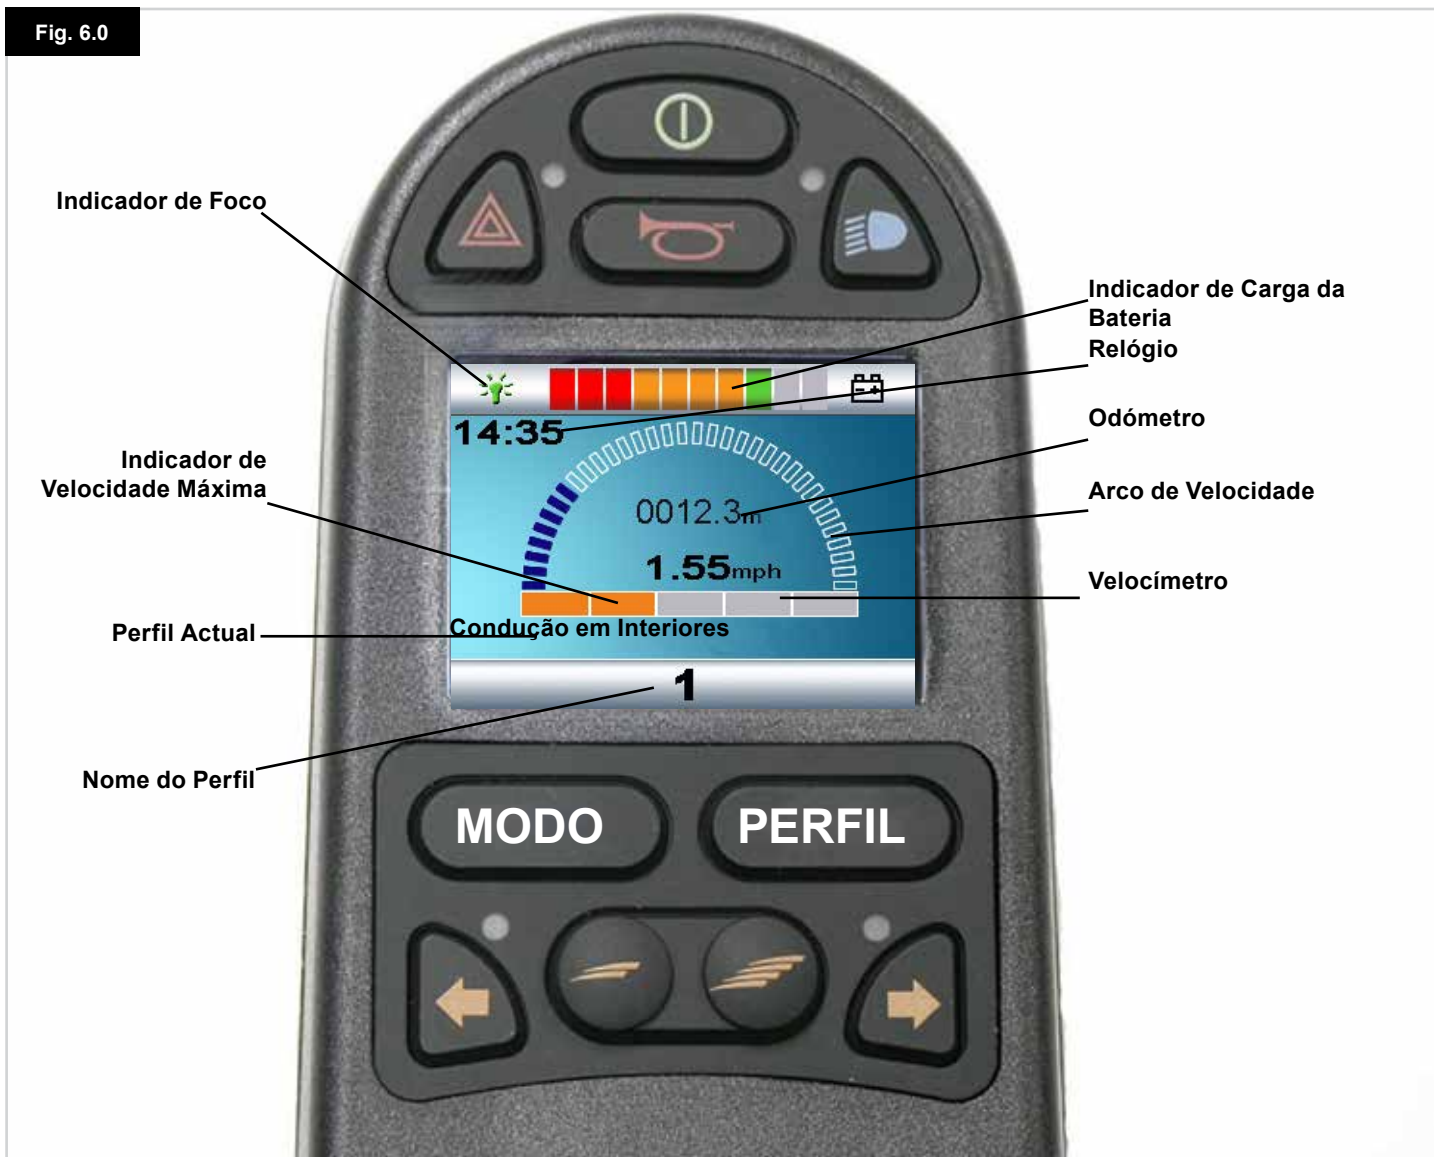 Fig. 6.0
Indicador de Foco
Indicador de Carga da
Bateria
Relógio
14:35
Odómetro
Indicador de
Velocidade Máxima
Arco de Velocidade
0012.3m
1.55mph
Velocímetro
Perfil Actual
Condução em Interiores
1
Nome do Perfil
MODO
PERFIL